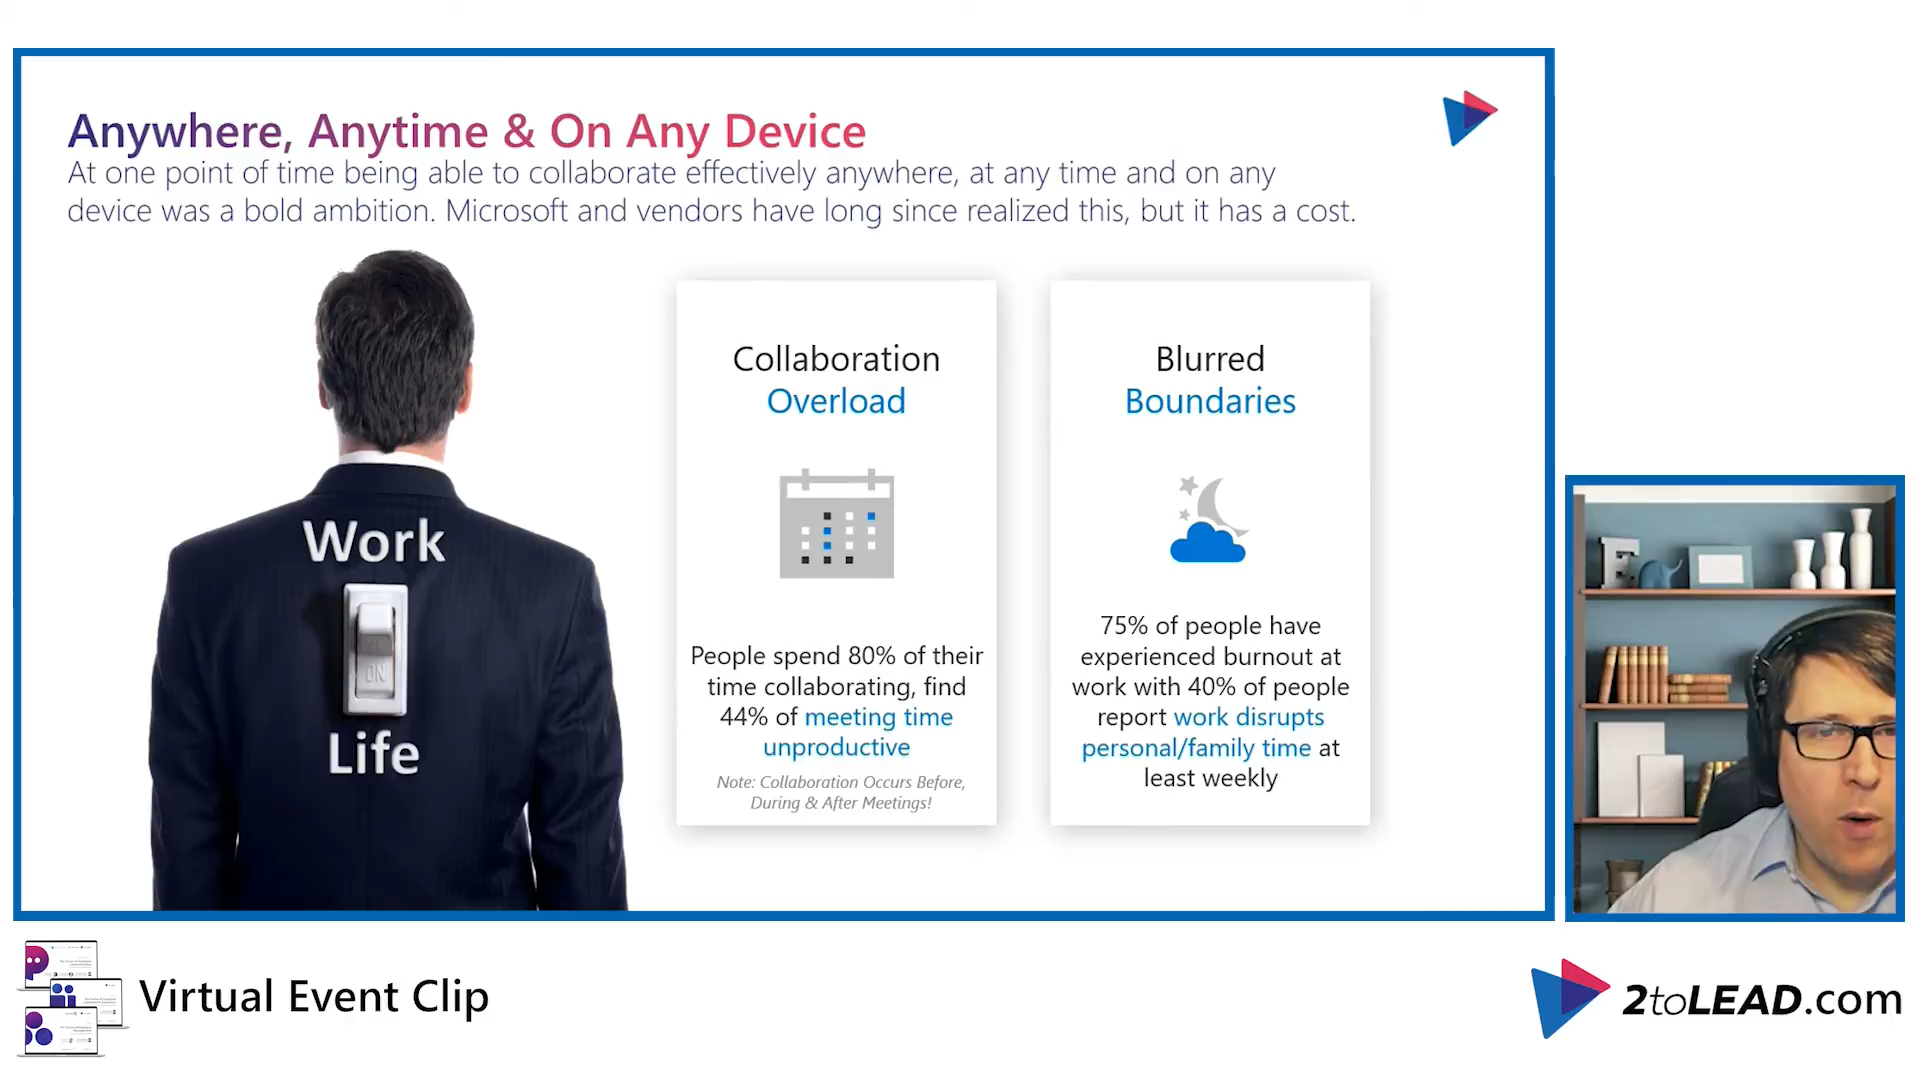 Anywhere, Anytime & On Any Device
At one point of time being able to collaborate effectively anywhere, at any time and on any
device was a bold ambition. Microsoft and vendors have long since realized this, but it has a cost.
Work
ON
Life
Collaboration
Overload
People spend 80% of their
time collaborating, find
44% of meeting time
unproductive
Note: Collaboration Occurs Before,
During & After Meetings!
Blurred
Boundaries
75% of people have
experienced burnout at
work with 40% of people
report work disrupts
personal/family time at
least weekly
Virtual Event Clip
2toLEAD.com